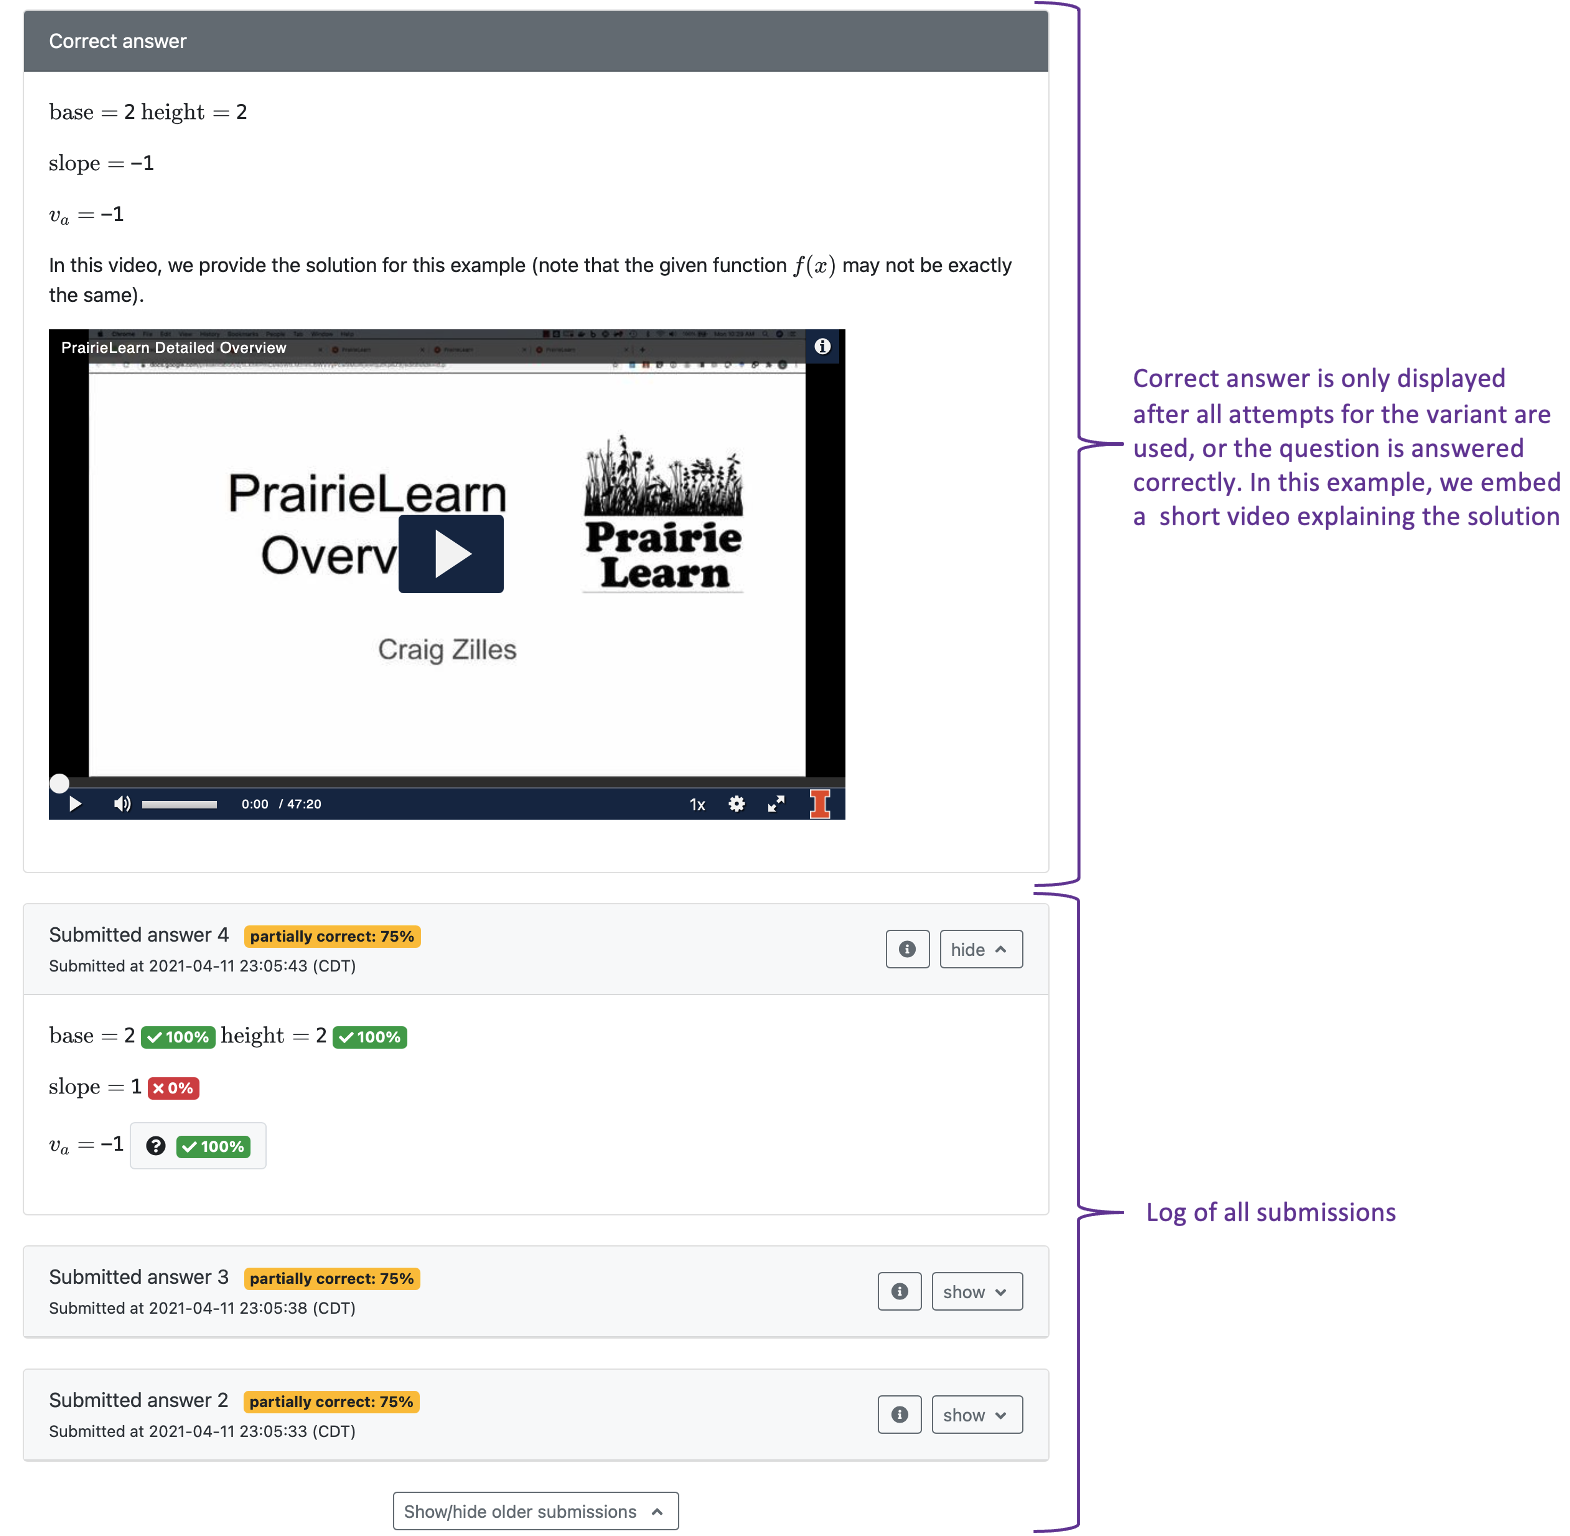 Correct answer
base = 2 height = 2
slope = −1
vₐ = −1
In this video, we provide the solution for this example (note that the given function f(x) may not be exactly
the same).
PrairieLearn Detailed Overview
PrairieLearn
Overv
Prairie
Learn
Craig Zilles
0:00 / 47:20
1x
Correct answer is only displayed
after all attempts for the variant are
used, or the question is answered
correctly. In this example, we embed
a short video explaining the solution
Submitted answer 4 partially correct: 75%
Submitted at 2021-04-11 23:05:43 (CDT)
hide
base = 2 100% height = 2 100%
slope = 1 0%
vₐ = −1 100%
Submitted answer 3 partially correct: 75%
Submitted at 2021-04-11 23:05:38 (CDT)
show
Submitted answer 2 partially correct: 75%
Submitted at 2021-04-11 23:05:33 (CDT)
show
Show/hide older submissions
Log of all submissions